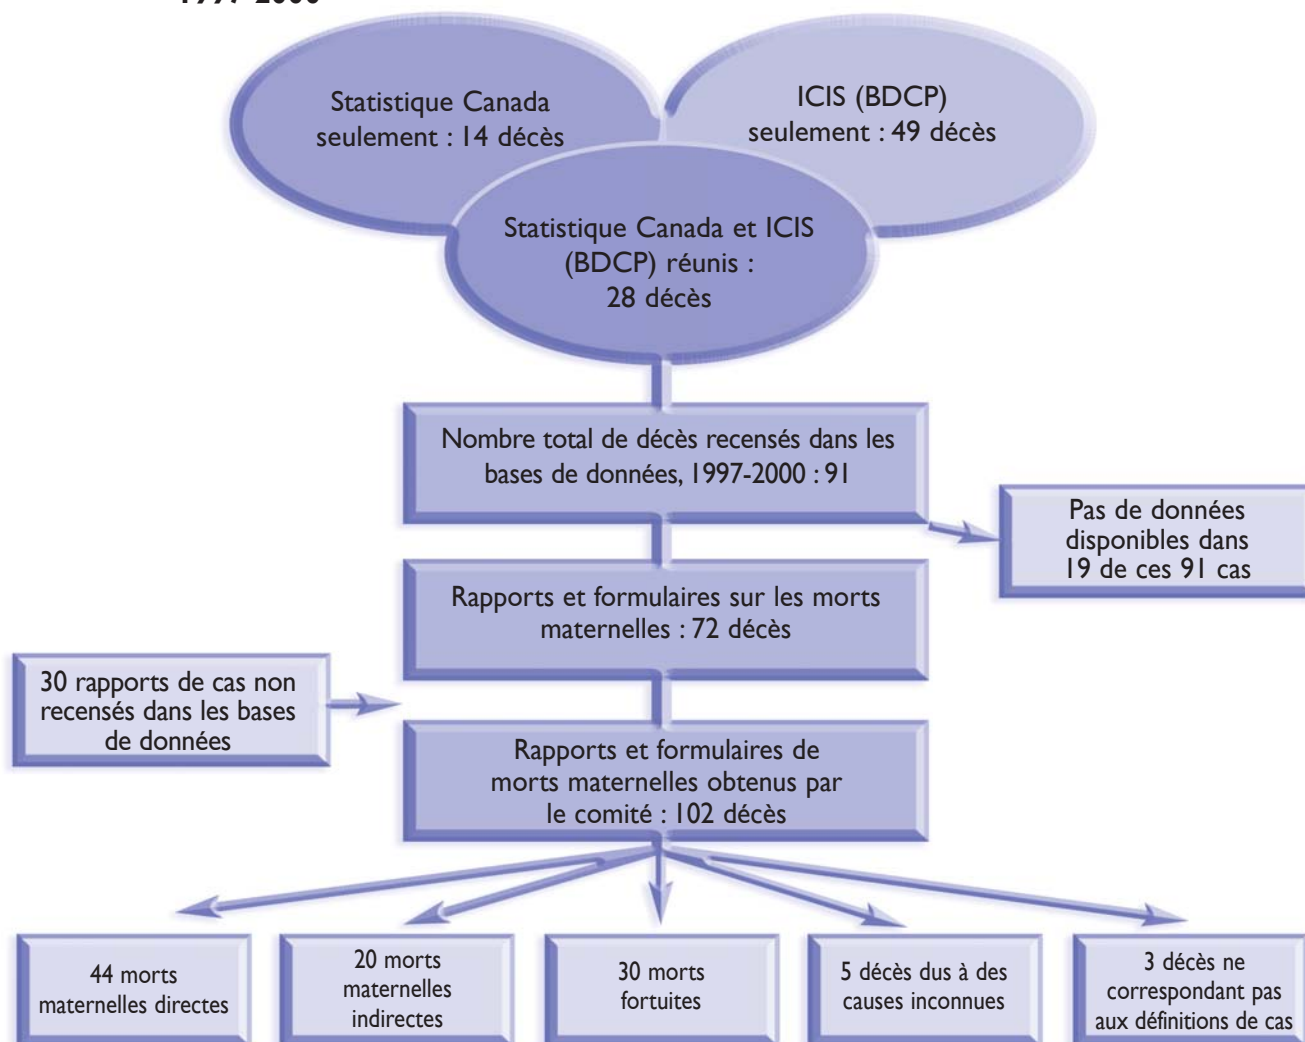 1997-2000
Statistique Canada
seulement : 14 décès
ICIS (BDCP)
seulement : 49 décès
Statistique Canada et ICIS
(BDCP) réunis :
28 décès
Nombre total de décès recensés dans les
bases de données, 1997-2000 : 91
Pas de données
disponibles dans
19 de ces 91 cas
Rapports et formulaires sur les morts
maternelles : 72 décès
30 rapports de cas non
recensés dans les bases
de données
Rapports et formulaires de
morts maternelles obtenus par
le comité : 102 décès
44 morts
maternelles directes
20 morts
maternelles
indirectes
30 morts
fortuites
5 décès dus à des
causes inconnues
3 décès ne
correspondant pas
aux définitions de cas